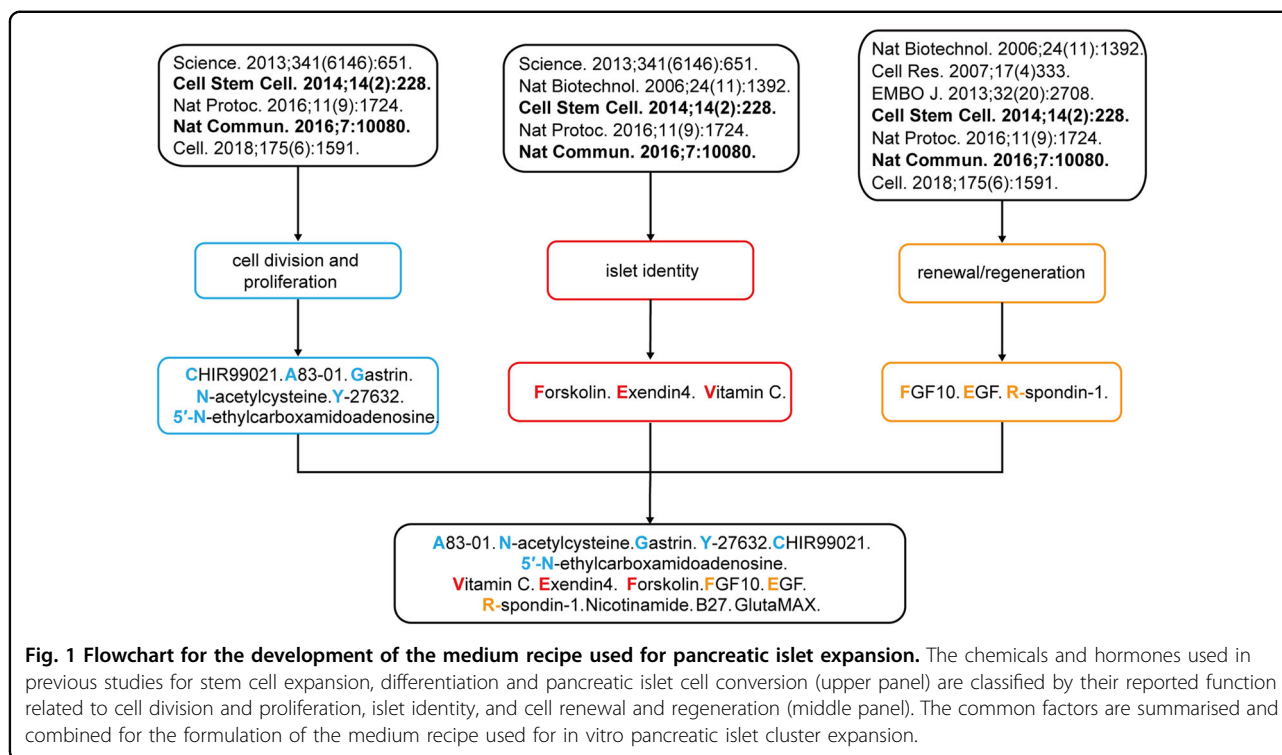 Science. 2013;341(6146):651.
Cell Stem Cell. 2014;14(2):228.
Nat Protoc. 2016;11(9):1724.
Nat Commun. 2016;7:10080.
Cell. 2018;175(6):1591.
Science. 2013;341(6146):651.
Nat Biotechnol. 2006;24(11):1392.
Cell Stem Cell. 2014;14(2):228.
Nat Protoc. 2016;11(9):1724.
Nat Commun. 2016;7:10080.
Nat Biotechnol. 2006;24(11):1392.
Cell Res. 2007;17(4)333.
EMBO J. 2013;32(20):2708.
Cell Stem Cell. 2014;14(2):228.
Nat Protoc. 2016;11(9):1724.
Nat Commun. 2016;7:10080.
Cell. 2018;175(6):1591.
cell division and
proliferation
islet identity
renewal/regeneration
CHIR99021. A83-01. Gastrin.
N-acetylcysteine.Y-27632.
5′-N-ethylcarboxamidoadenosine.
Forskolin. Exendin4. Vitamin C.
FGF10. EGF. R-spondin-1.
A83-01. N-acetylcysteine.Gastrin. Y-27632.CHIR99021.
5′-N-ethylcarboxamidoadenosine.
Vitamin C. Exendin4. Forskolin.FGF10. EGF.
R-spondin-1.Nicotinamide. B27. GlutaMAX.
Fig. 1 Flowchart for the development of the medium recipe used for pancreatic islet expansion. The chemicals and hormones used in
previous studies for stem cell expansion, differentiation and pancreatic islet cell conversion (upper panel) are classified by their reported function
related to cell division and proliferation, islet identity, and cell renewal and regeneration (middle panel). The common factors are summarised and
combined for the formulation of the medium recipe used for in vitro pancreatic islet cluster expansion.